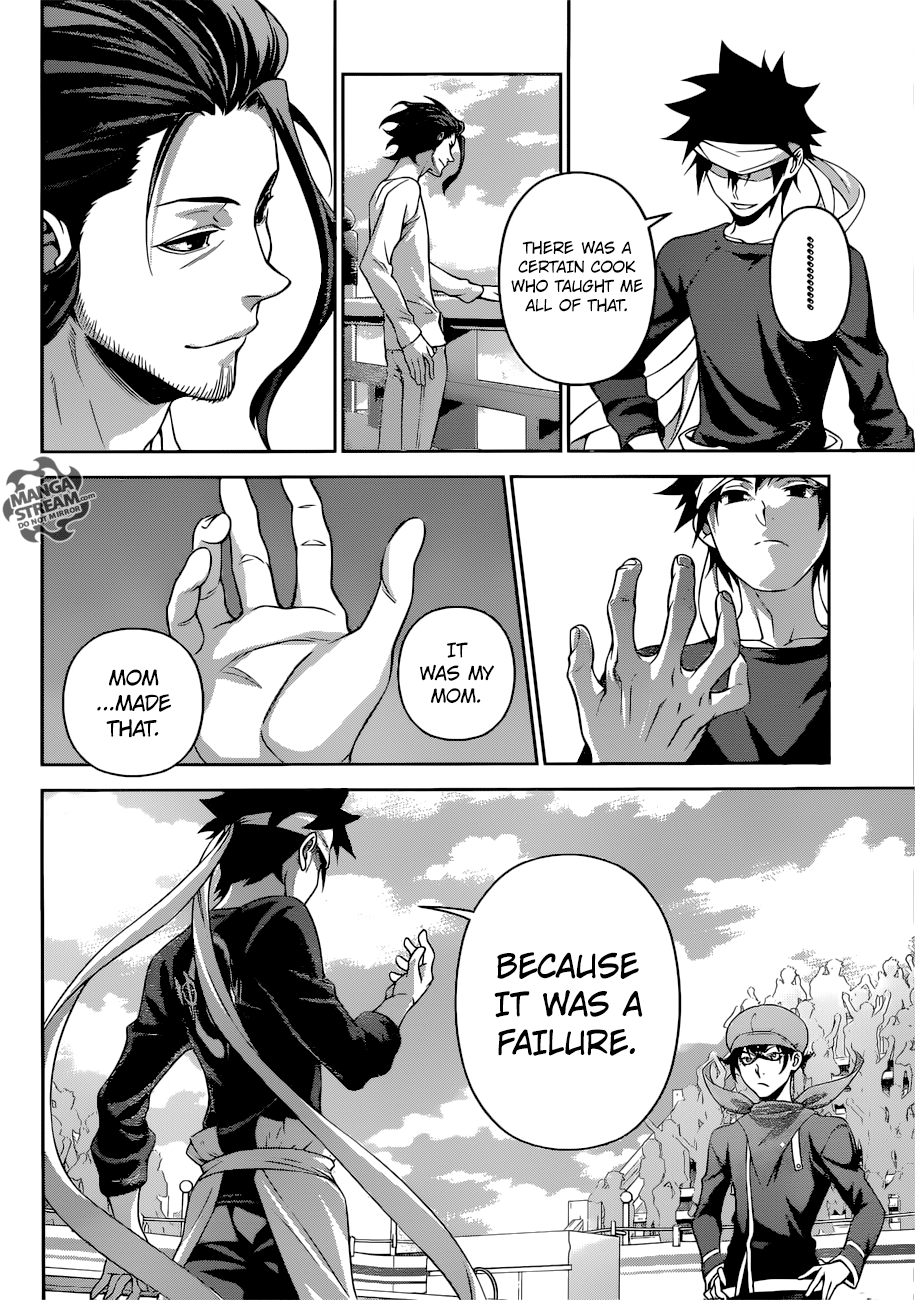 THERE WAS A
CERTAIN COOK
WHO TAUGHT ME
ALL OF THAT.
MANGA
STREAM.com
DO NOT MIRROR
IT
WAS MY
MOM.
MOM
...MADE
THAT.
BECAUSE
IT WAS A
FAILURE.